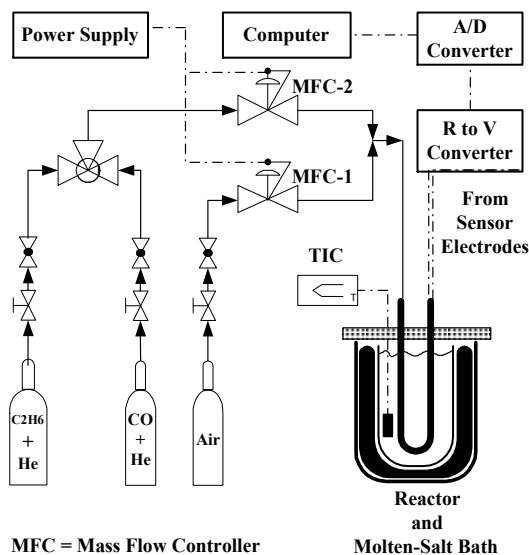 Power Supply
Computer
A/D
Converter
MFC-2
R to V
Converter
MFC-1
From
Sensor
Electrodes
TIC
T
C2H6
+
He
CO
+
He
Air
Reactor
and
Molten-Salt Bath
MFC = Mass Flow Controller